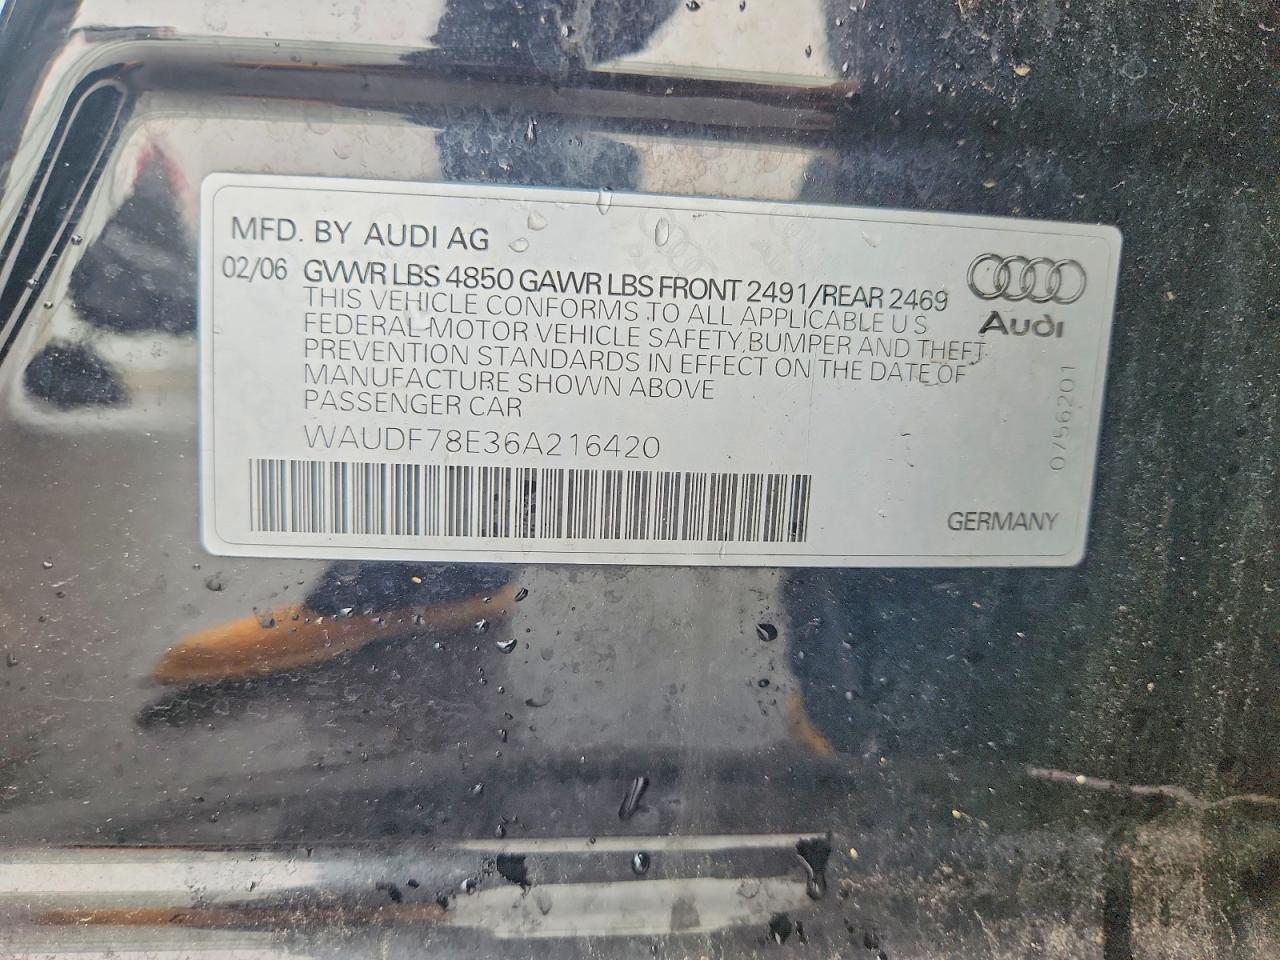 MFD. BY AUDI AG
02/06 GVWR LBS 4850 GAWR LBS FRONT 2491/REAR 2469
THIS VEHICLE CONFORMS TO ALL APPLICABLE U S
FEDERAL MOTOR VEHICLE SAFETY, BUMPER AND THEFT
PREVENTION STANDARDS IN EFFECT ON THE DATE OF
MANUFACTURE SHOWN ABOVE
PASSENGER CAR
WAUDF78E36A216420
Audi
0756201
GERMANY